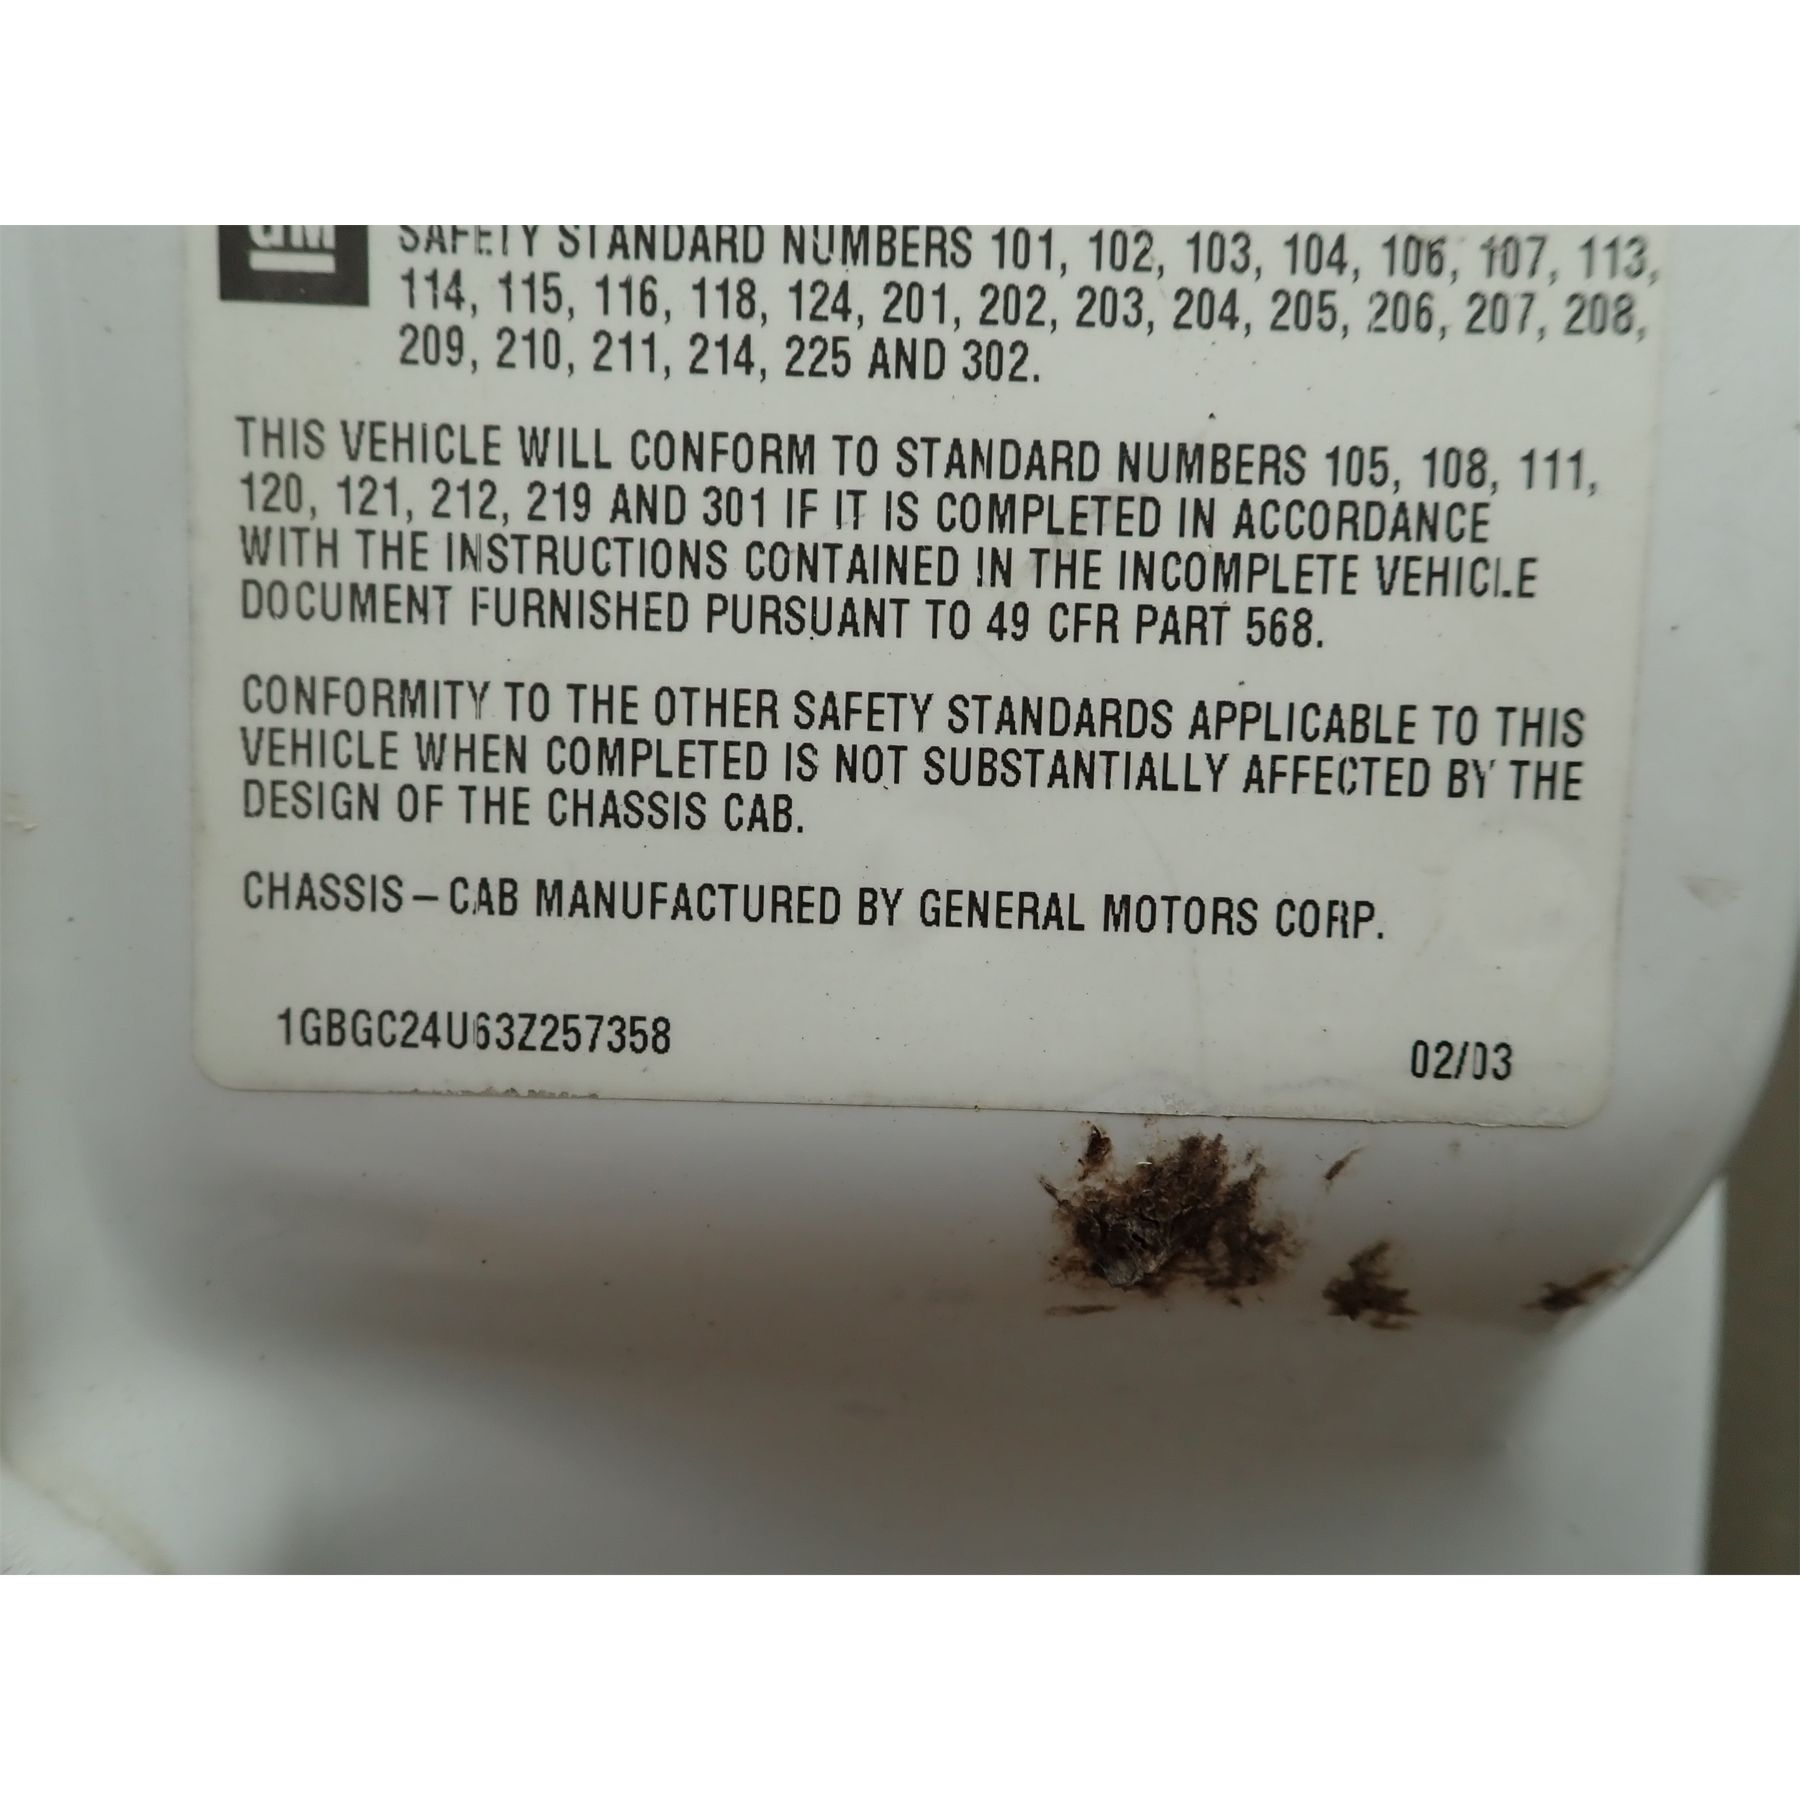 GM
SAFETY STANDARD NUMBERS 101, 102, 103, 104, 106, 107, 113,
114, 115, 116, 118, 124, 201, 202, 203, 204, 205, 206, 207, 208,
209, 210, 211, 214, 225 AND 302.
THIS VEHICLE WILL CONFORM TO STANDARD NUMBERS 105, 108, 111,
120, 121, 212, 219 AND 301 IF IT IS COMPLETED IN ACCORDANCE
WITH THE INSTRUCTIONS CONTAINED IN THE INCOMPLETE VEHICLE
DOCUMENT FURNISHED PURSUANT TO 49 CFR PART 568.
CONFORMITY TO THE OTHER SAFETY STANDARDS APPLICABLE TO THIS
VEHICLE WHEN COMPLETED IS NOT SUBSTANTIALLY AFFECTED BY THE
DESIGN OF THE CHASSIS CAB.
CHASSIS – CAB MANUFACTURED BY GENERAL MOTORS CORP.
1GBGC24U63Z257358
02/03